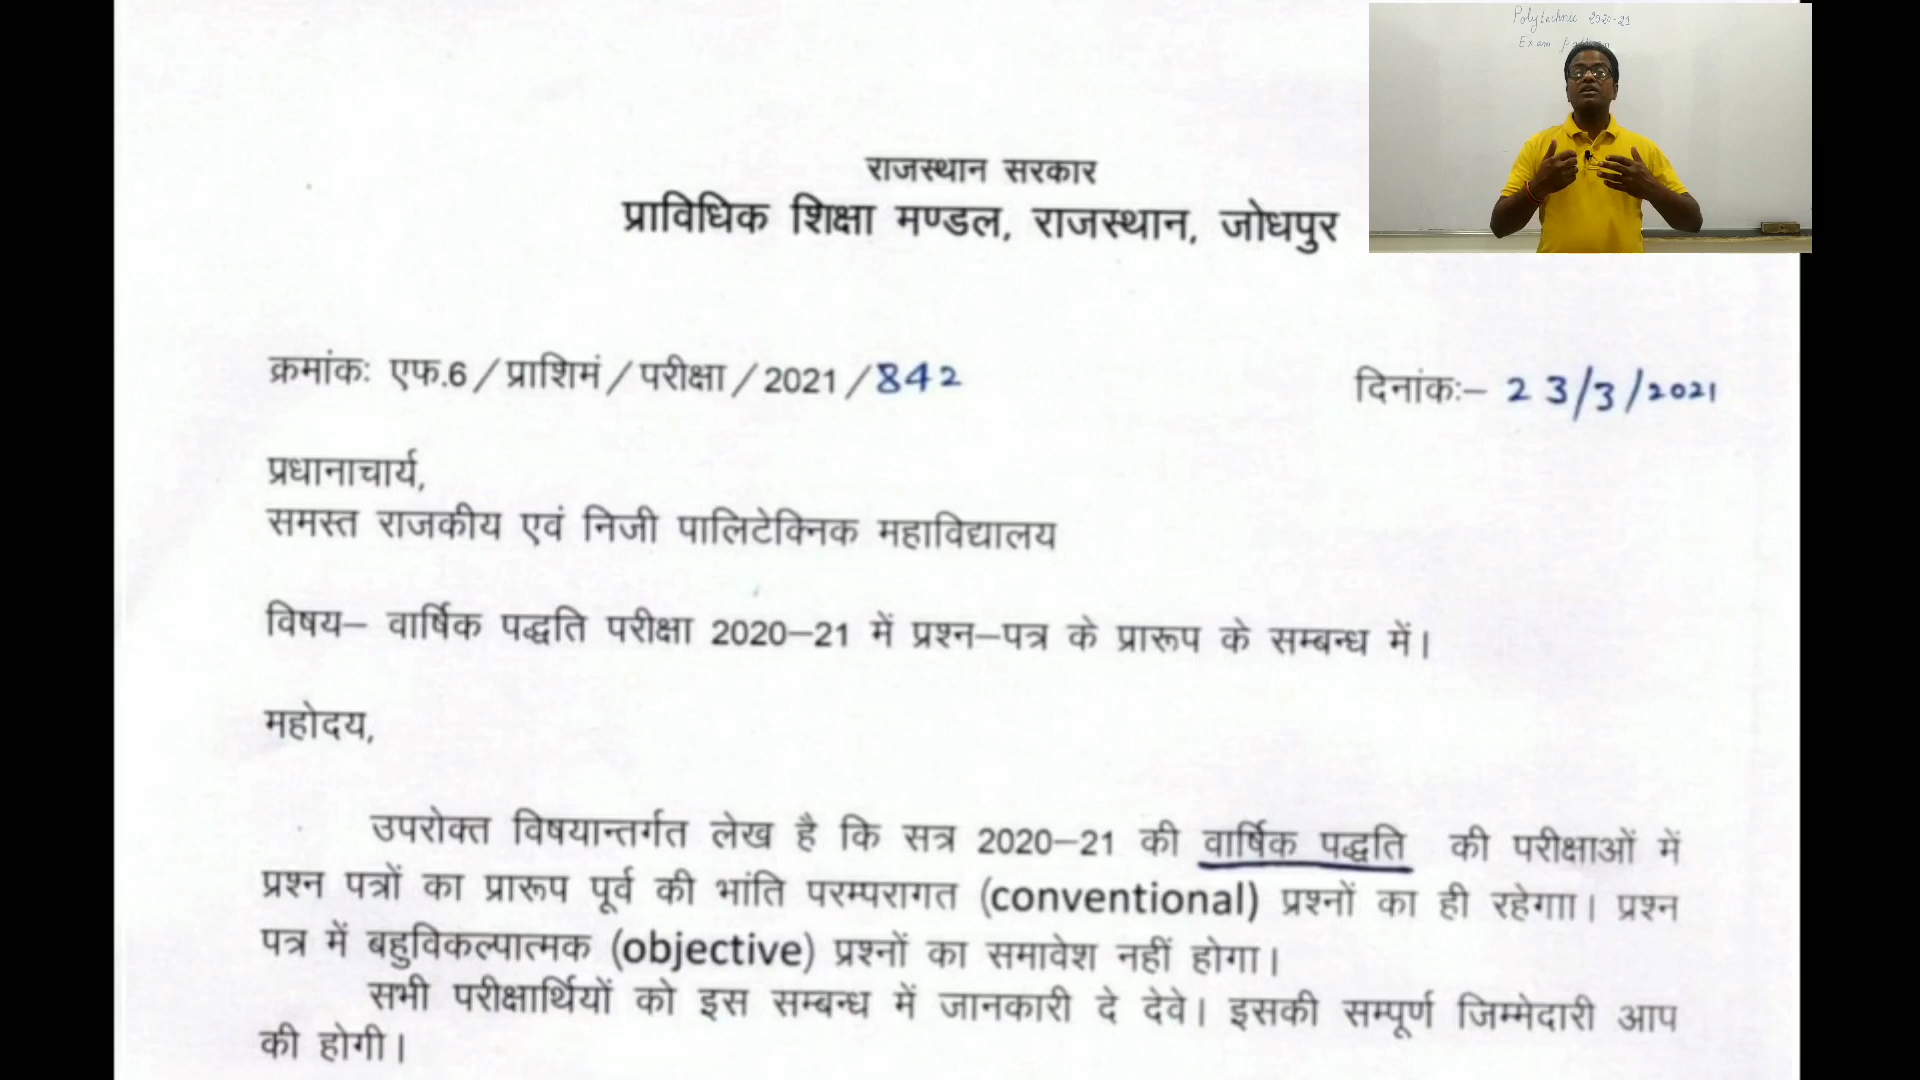 Polytechnic 2020-21
Exam
राजस्थान सरकार
प्राविधिक शिक्षा मण्डल, राजस्थान, जोधपुर
क्रमांकः एफ.6/प्राशिमं/परीक्षा/2021/842
दिनांकः– 23/3/2021
प्रधानाचार्य,
समस्त राजकीय एवं निजी पालिटेक्निक महाविद्यालय
विषय– वार्षिक पद्धति परीक्षा 2020–21 में प्रश्न–पत्र के प्रारूप के सम्बन्ध में।
महोदय,
उपरोक्त विषयान्तर्गत लेख है कि सत्र 2020–21 की वार्षिक पद्धति की परीक्षाओं में
प्रश्न पत्रों का प्रारूप पूर्व की भांति परम्परागत (conventional) प्रश्नों का ही रहेगाा। प्रश्न
पत्र में बहुविकल्पात्मक (objective) प्रश्नों का समावेश नहीं होगा।
सभी परीक्षार्थियों को इस सम्बन्ध में जानकारी दे देवे। इसकी सम्पूर्ण जिम्मेदारी आप
की होगी।